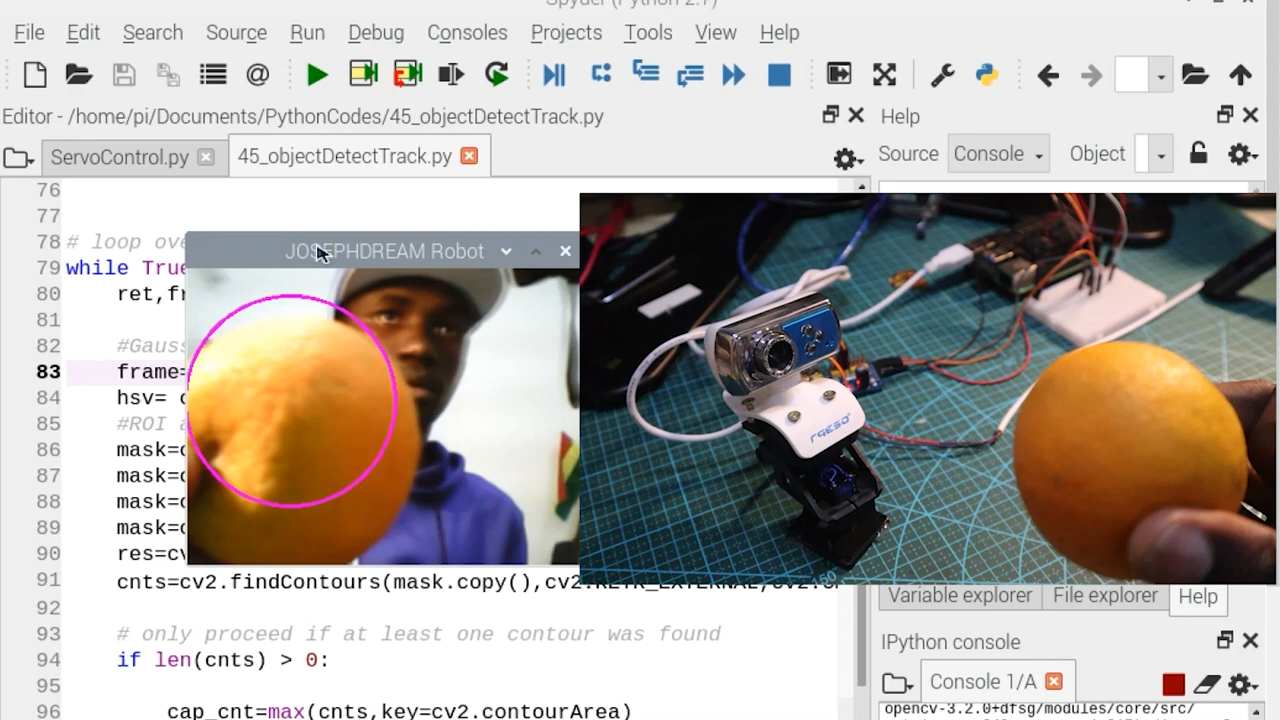 Spyder (Python 2.7)
File Edit Search Source Run Debug Consoles Projects Tools View Help
Editor - /home/pi/Documents/PythonCodes/45_objectDetectTrack.py
Help
ServoControl.py 45_objectDetectTrack.py
Source Console Object
76
77
78 # loop ove
79 while True
80 ret,fr
81
82 #Gauss
83 frame=
84 hsv= c
85 #ROI a
86 mask=c
87 mask=c
88 mask=c
89 mask=c
90 res=cv
91 cnts=cv2.findContours(mask.copy(),cv2.RETR_EXTERNAL,cv2.CH
92
93 # only proceed if at least one contour was found
94 if len(cnts) > 0:
95
96 cap_cnt=max(cnts,key=cv2.contourArea)
JOSEPHDREAM Robot
rqeso
Variable explorer File explorer Help
IPython console
Console 1/A
opencv-3.2.0+dfsg/modules/core/src/